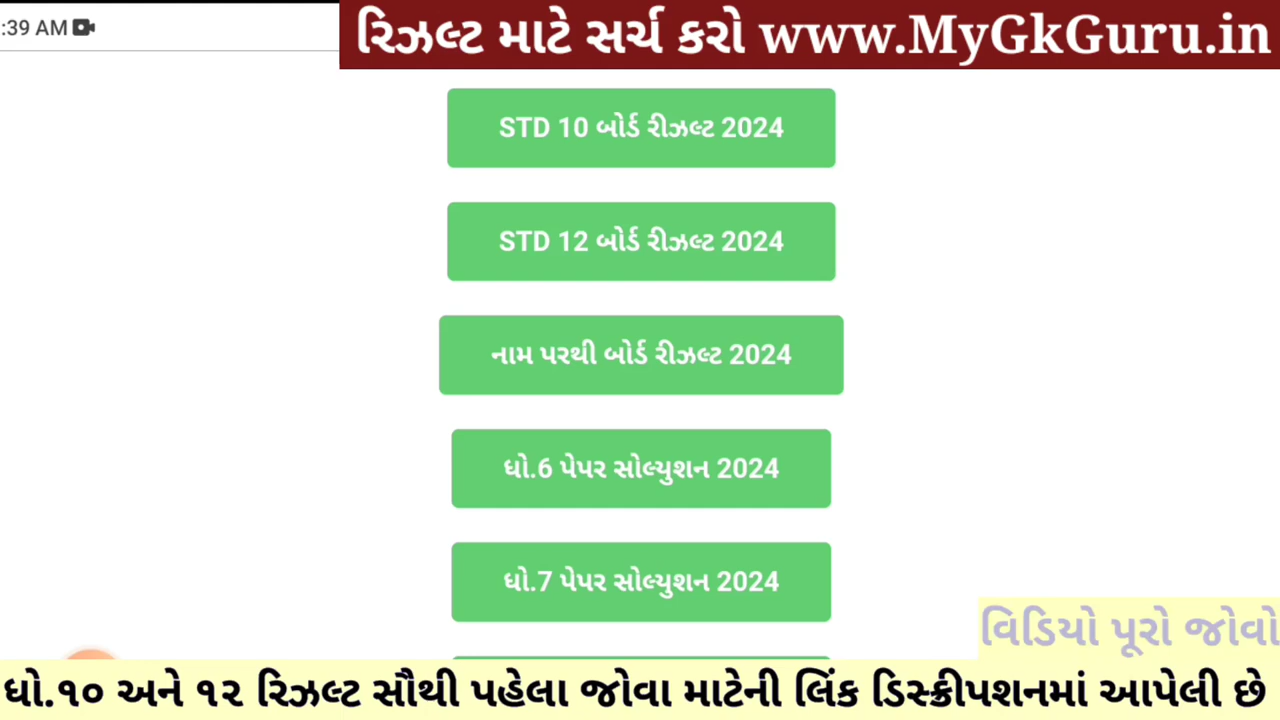 :39 AM
રિઝલ્ટ માટે સર્ચ કરો www.MyGkGuru.in
STD 10 બોર્ડ રીઝલ્ટ 2024
STD 12 બોર્ડ રીઝલ્ટ 2024
નામ પરથી બોર્ડ રીઝલ્ટ 2024
ધો.6 પેપર સોલ્યુશન 2024
ધો.7 પેપર સોલ્યુશન 2024
વિડિયો પૂરો જોવો
ધો.૧૦ અને ૧૨ રિઝલ્ટ સૌથી પહેલા જોવા માટેની લિંક ડિસ્ક્રીપશનમાં આપેલી છે